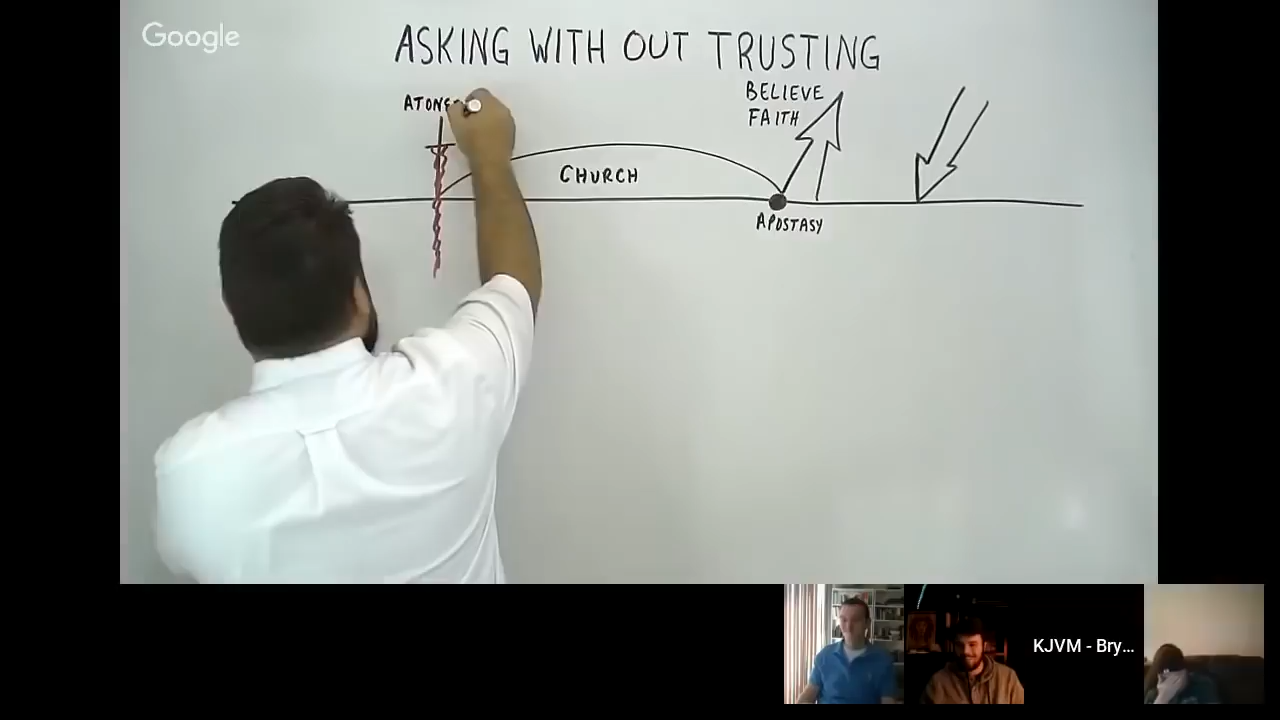 Google
ASKING WITH OUT TRUSTING
BELIEVE
FAITH
CHURCH
APOSTASY
KJVM - Bry...